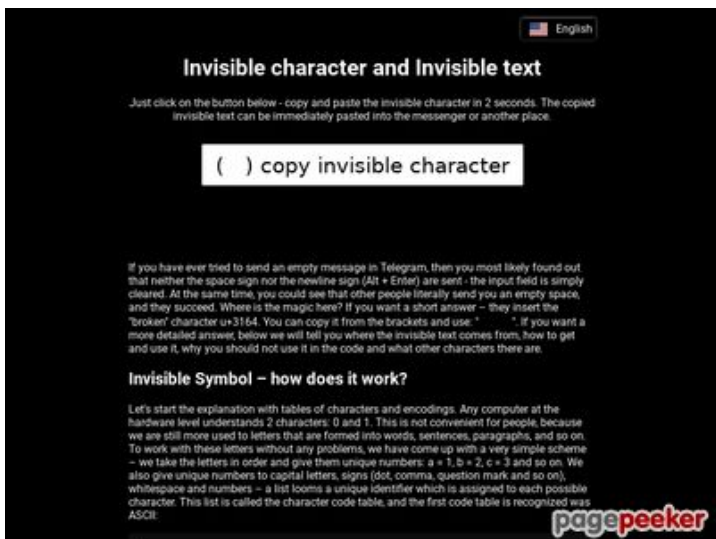 English
Invisible character and Invisible text
Just click on the button below - copy and paste the invisible character in 2 seconds. The copied
invisible text can be immediately pasted into the messenger or another place.
( ) copy invisible character
If you have ever tried to send an empty message in Telegram, then you most likely found out
that neither the space sign nor the newline sign (Alt + Enter) are sent - the input field is simply
cleared. At the same time, you could see that other people literally send you an empty space,
and they succeed. Where is the magic here? If you want a short answer – they insert the
"broken" character u+3164. You can copy it from the brackets and use: " ". If you want a
more detailed answer, below we will tell you where the invisible text comes from, how to get
and use it, why you should not use it in the code and what other characters there are.
Invisible Symbol – how does it work?
Let's start the explanation with tables of characters and encodings. Any computer at the
hardware level understands 2 characters: 0 and 1. This is not convenient for people, because
we are still more used to letters that are formed into words, sentences, paragraphs, and so on.
To work with these letters without any problems, we have come up with a very simple scheme
– we take the letters in order and give them unique numbers: a = 1, b = 2, c = 3 and so on. We
also give unique numbers to capital letters, signs (dot, comma, question mark and so on),
whitespace and numbers – a list looms a unique identifier which is assigned to each possible
character. This list is called the character code table, and the first code table is recognized was
ASCII:
pagepeeker